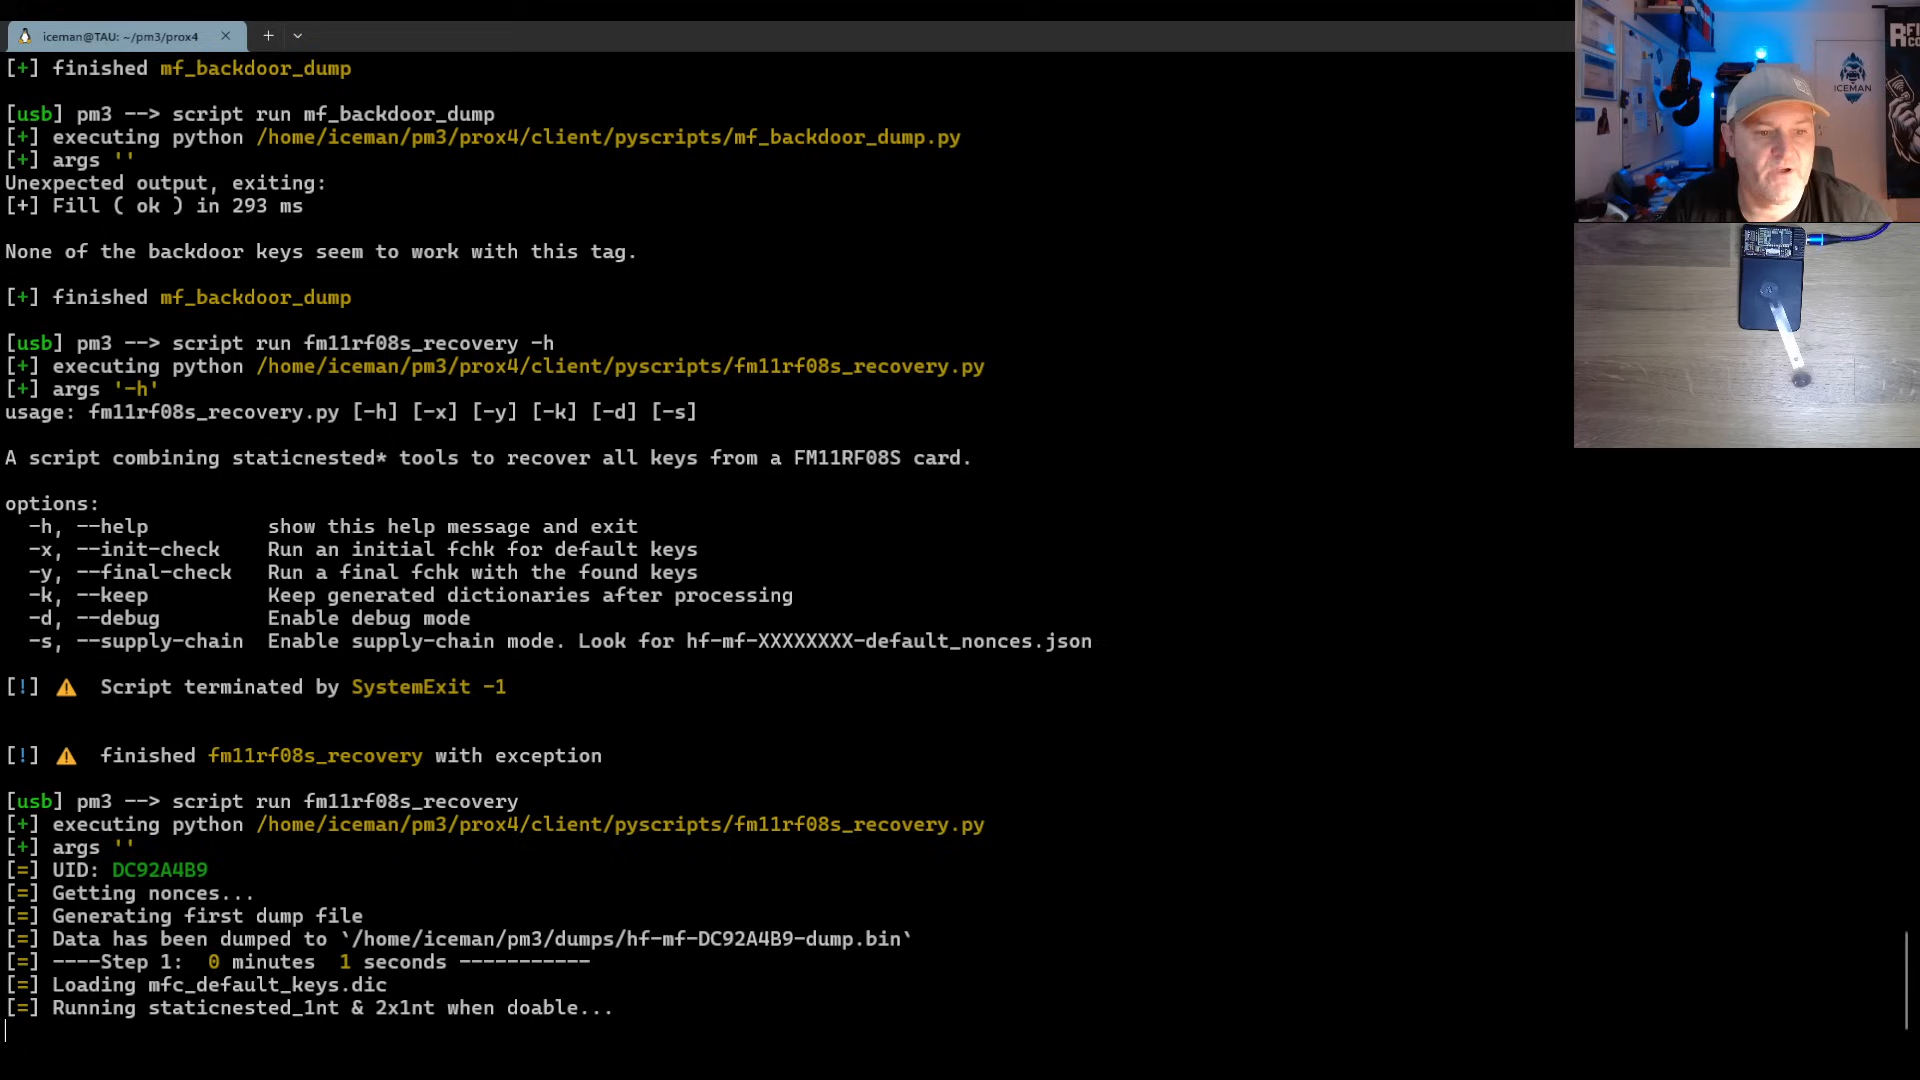 iceman@TAU: ~/pm3/prox4
[+] finished mf_backdoor_dump
[usb] pm3 --> script run mf_backdoor_dump
[+] executing python /home/iceman/pm3/prox4/client/pyscripts/mf_backdoor_dump.py
[+] args ''
Unexpected output, exiting:
[+] Fill ( ok ) in 293 ms
None of the backdoor keys seem to work with this tag.
[+] finished mf_backdoor_dump
[usb] pm3 --> script run fm11rf08s_recovery -h
[+] executing python /home/iceman/pm3/prox4/client/pyscripts/fm11rf08s_recovery.py
[+] args '-h'
usage: fm11rf08s_recovery.py [-h] [-x] [-y] [-k] [-d] [-s]
A script combining staticnested* tools to recover all keys from a FM11RF08S card.
options:
-h, --help show this help message and exit
-x, --init-check Run an initial fchk for default keys
-y, --final-check Run a final fchk with the found keys
-k, --keep Keep generated dictionaries after processing
-d, --debug Enable debug mode
-s, --supply-chain Enable supply-chain mode. Look for hf-mf-XXXXXXXX-default_nonces.json
[!] ⚠ Script terminated by SystemExit -1
[!] ⚠ finished fm11rf08s_recovery with exception
[usb] pm3 --> script run fm11rf08s_recovery
[+] executing python /home/iceman/pm3/prox4/client/pyscripts/fm11rf08s_recovery.py
[+] args ''
[=] UID: DC92A4B9
[=] Getting nonces...
[=] Generating first dump file
[=] Data has been dumped to `/home/iceman/pm3/dumps/hf-mf-DC92A4B9-dump.bin`
[=] ----Step 1: 0 minutes 1 seconds -----------
[=] Loading mfc_default_keys.dic
[=] Running staticnested_1nt & 2x1nt when doable...
ICEMAN